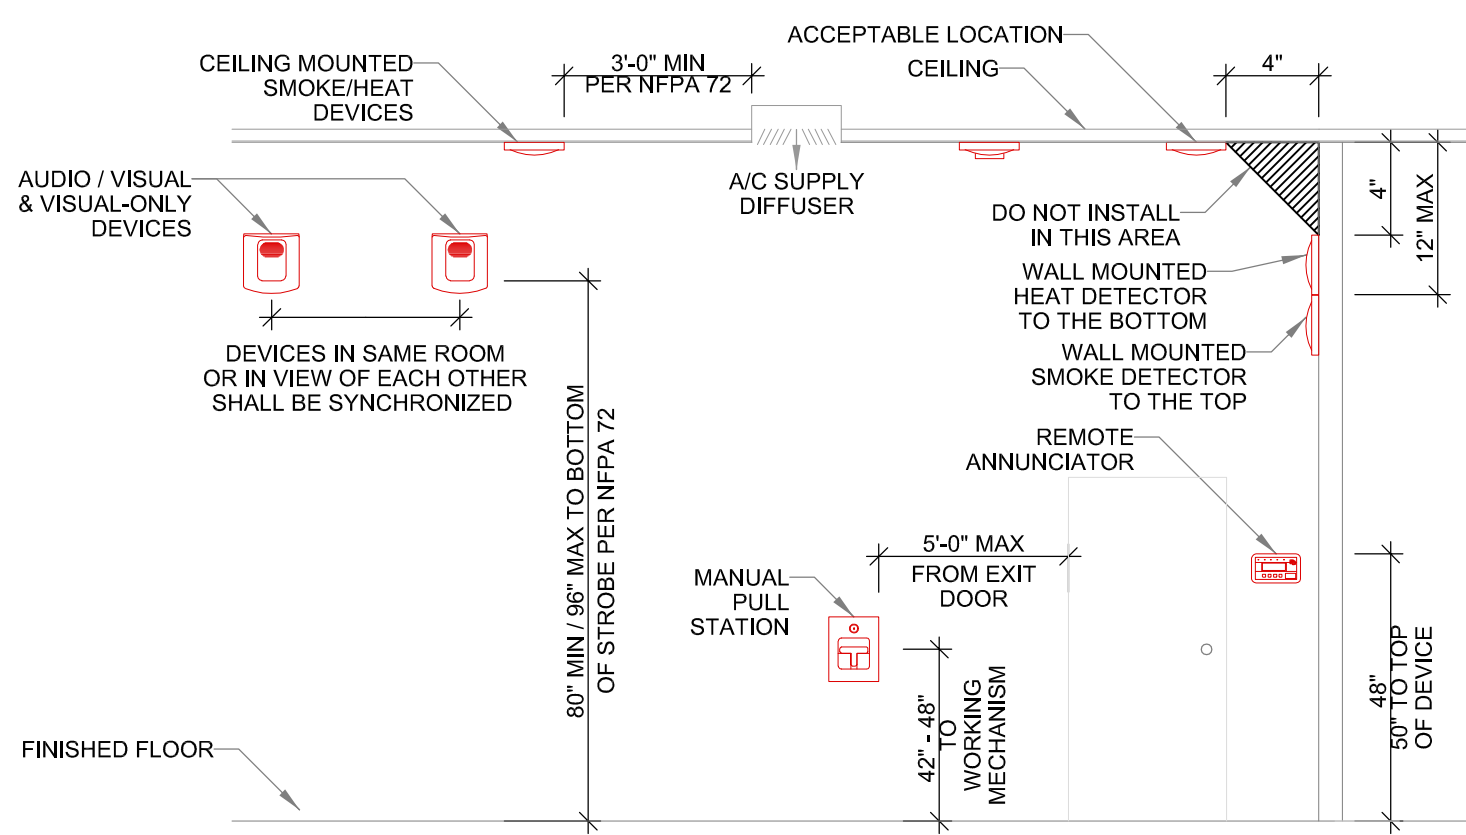 CEILING MOUNTED
SMOKE/HEAT
DEVICES
3'-0" MIN
PER NFPA 72
ACCEPTABLE LOCATION
CEILING
4"
AUDIO / VISUAL
& VISUAL-ONLY
DEVICES
A/C SUPPLY
DIFFUSER
DO NOT INSTALL
IN THIS AREA
4"
12" MAX
WALL MOUNTED
HEAT DETECTOR
TO THE BOTTOM
WALL MOUNTED
SMOKE DETECTOR
TO THE TOP
DEVICES IN SAME ROOM
OR IN VIEW OF EACH OTHER
SHALL BE SYNCHRONIZED
80" MIN / 96" MAX TO BOTTOM
OF STROBE PER NFPA 72
REMOTE
ANNUNCIATOR
5'-0" MAX
FROM EXIT
DOOR
MANUAL
PULL
STATION
42" - 48"
TO
WORKING
MECHANISM
48"
50" TO TOP
OF DEVICE
FINISHED FLOOR